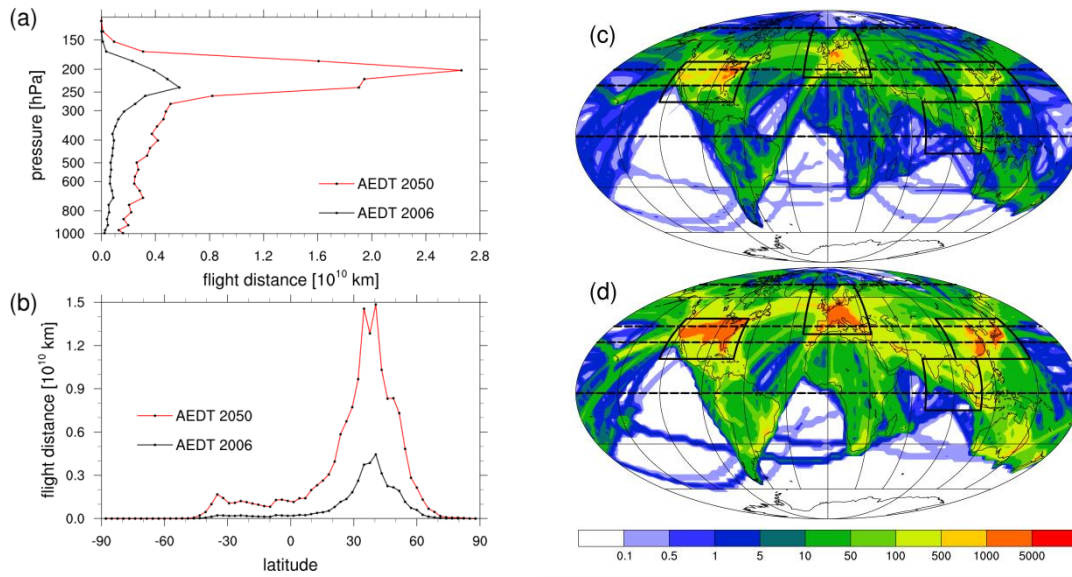 (a)
150
200
250
300
400
500
600
800
1000
pressure [hPa]
AEDT 2050
AEDT 2006
0.0 0.4 0.8 1.2 1.6 2.0 2.4 2.8
flight distance [10¹⁰ km]
(b)
1.5
1.2
0.9
0.6
0.3
0.0
flight distance [10¹⁰ km]
AEDT 2050
AEDT 2006
-90 -60 -30 0 30 60 90
latitude
(c)
(d)
0.1 0.5 1 5 10 50 100 500 1000 5000